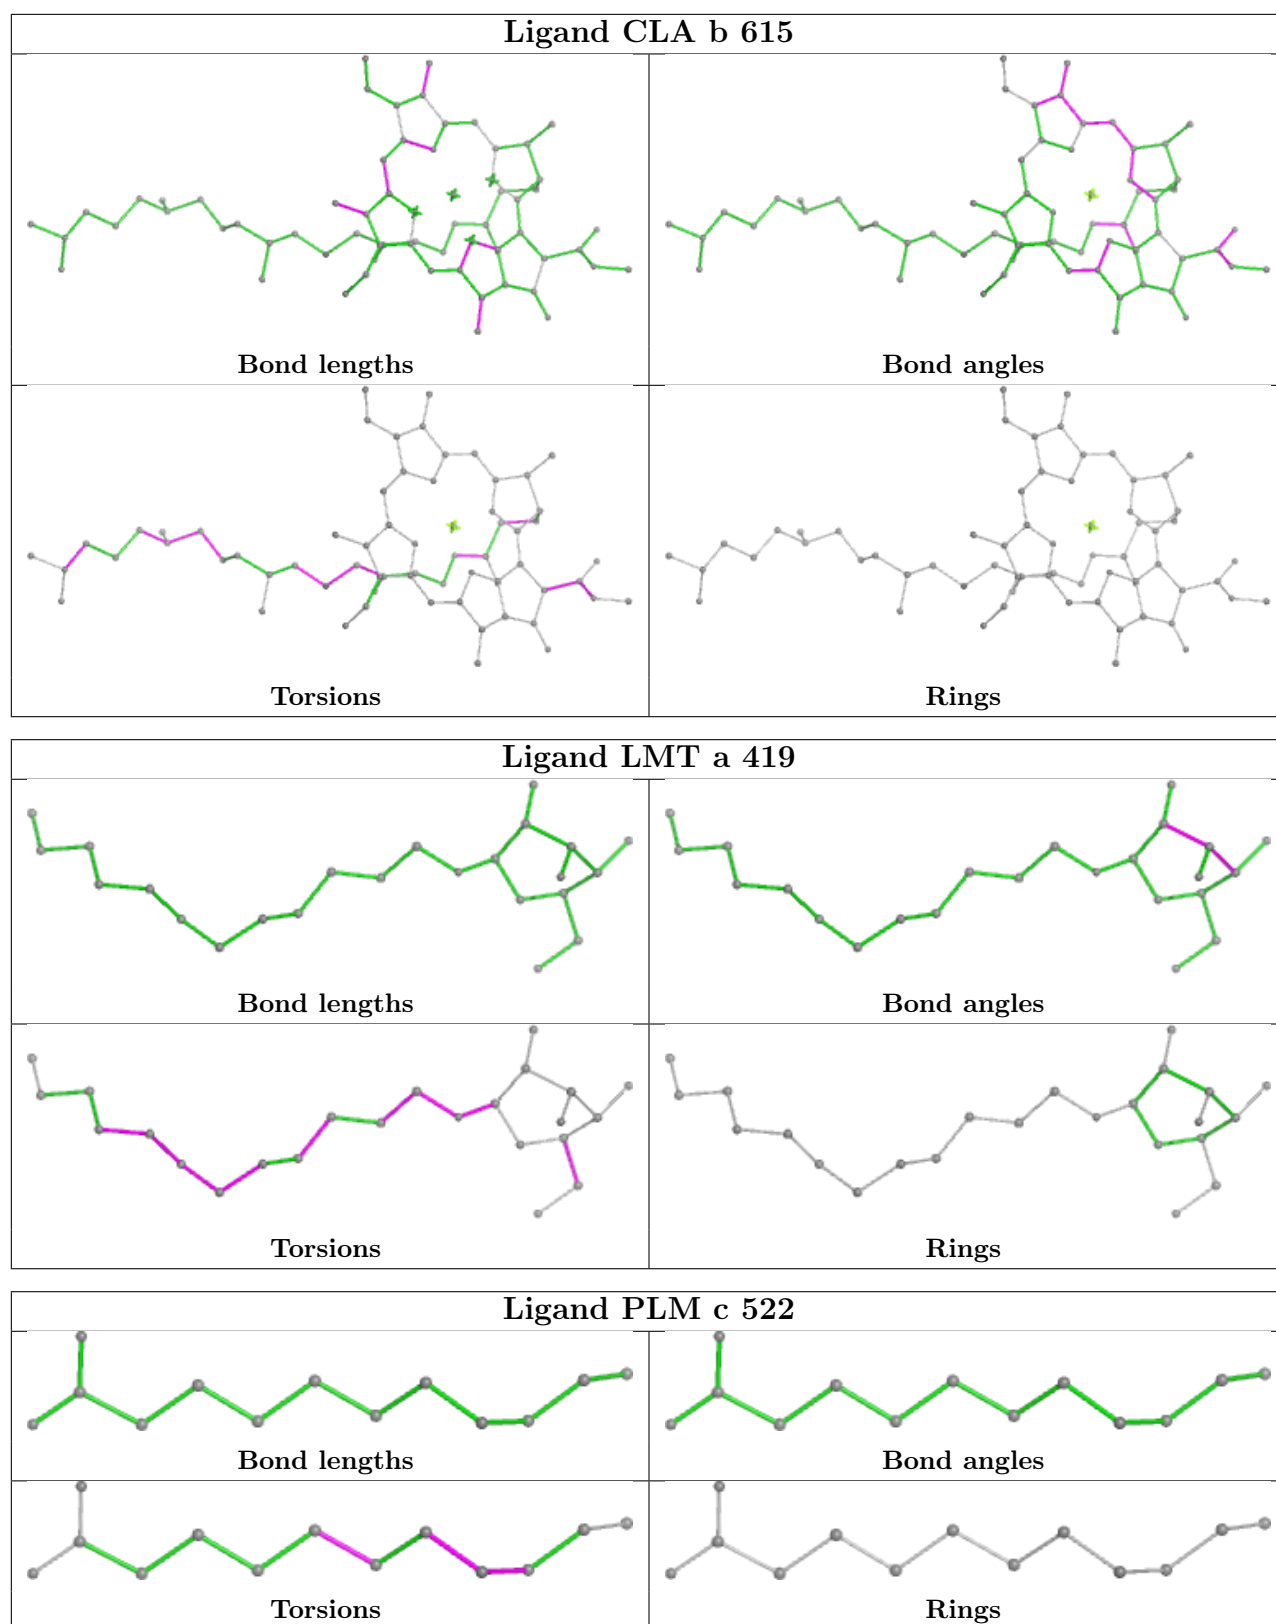 Ligand CLA b 615
Bond lengths
Bond angles
Torsions
Rings
Ligand LMT a 419
Bond lengths
Bond angles
Torsions
Rings
Ligand PLM c 522
Bond lengths
Bond angles
Torsions
Rings